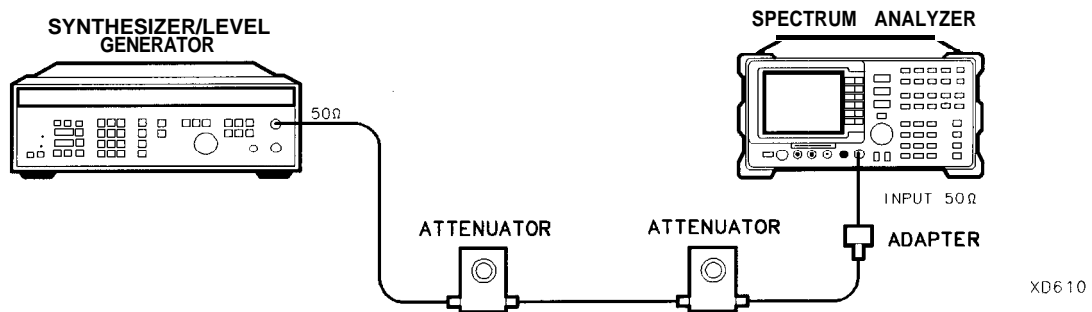 SYNTHESIZER/LEVEL
GENERATOR
SPECTRUM ANALYZER
50Ω
INPUT 50Ω
ATTENUATOR
ATTENUATOR
ADAPTER
XD610